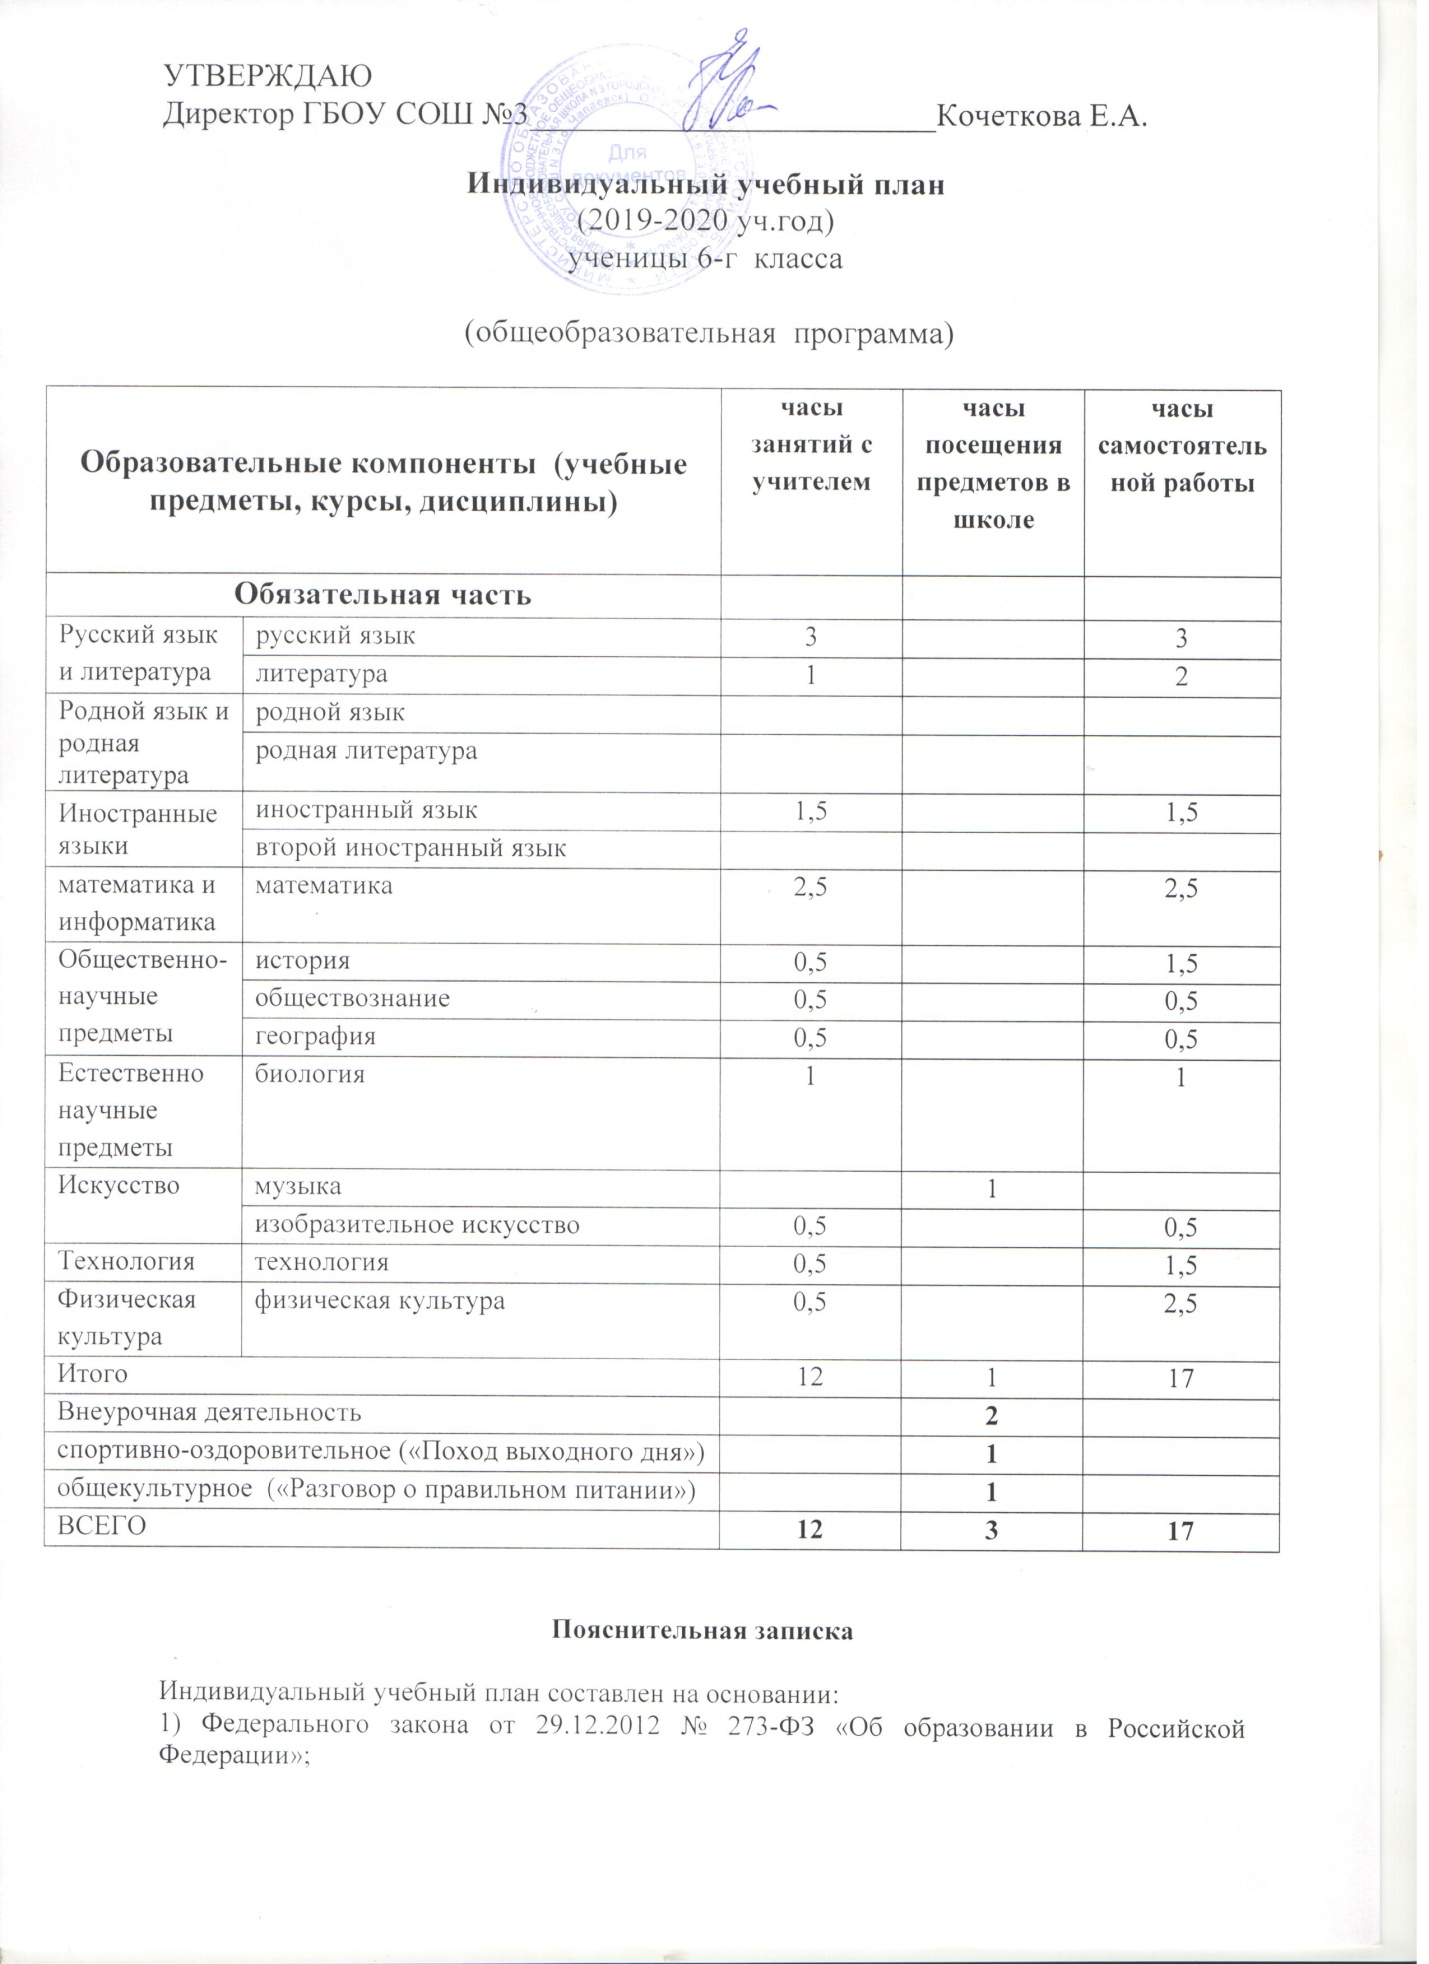 УТВЕРЖДАЮ
Директор ГБОУ СОШ №3 Кочеткова Е.А.
Для
документов
Индивидуальный учебный план
(2019-2020 уч.год)
ученицы 6-г класса
(общеобразовательная программа)
Образовательные компоненты (учебные
предметы, курсы, дисциплины)
часы
занятий с
учителем
часы
посещения
предметов в
школе
часы
самостоятель
ной работы
Обязательная часть
Русский язык
и литература
русский язык 3 3
литература 1 2
Родной язык и
родная
литература
родной язык
родная литература
Иностранные
языки
иностранный язык 1,5 1,5
второй иностранный язык
математика и
информатика
математика 2,5 2,5
Общественно-
научные
предметы
история 0,5 1,5
обществознание 0,5 0,5
география 0,5 0,5
Естественно
научные
предметы
биология 1 1
Искусство
музыка 1
изобразительное искусство 0,5 0,5
Технология технология 0,5 1,5
Физическая
культура
физическая культура 0,5 2,5
Итого 12 1 17
Внеурочная деятельность 2
спортивно-оздоровительное («Поход выходного дня») 1
общекультурное («Разговор о правильном питании») 1
ВСЕГО 12 3 17
Пояснительная записка
Индивидуальный учебный план составлен на основании:
1) Федерального закона от 29.12.2012 № 273-ФЗ «Об образовании в Российской
Федерации»;